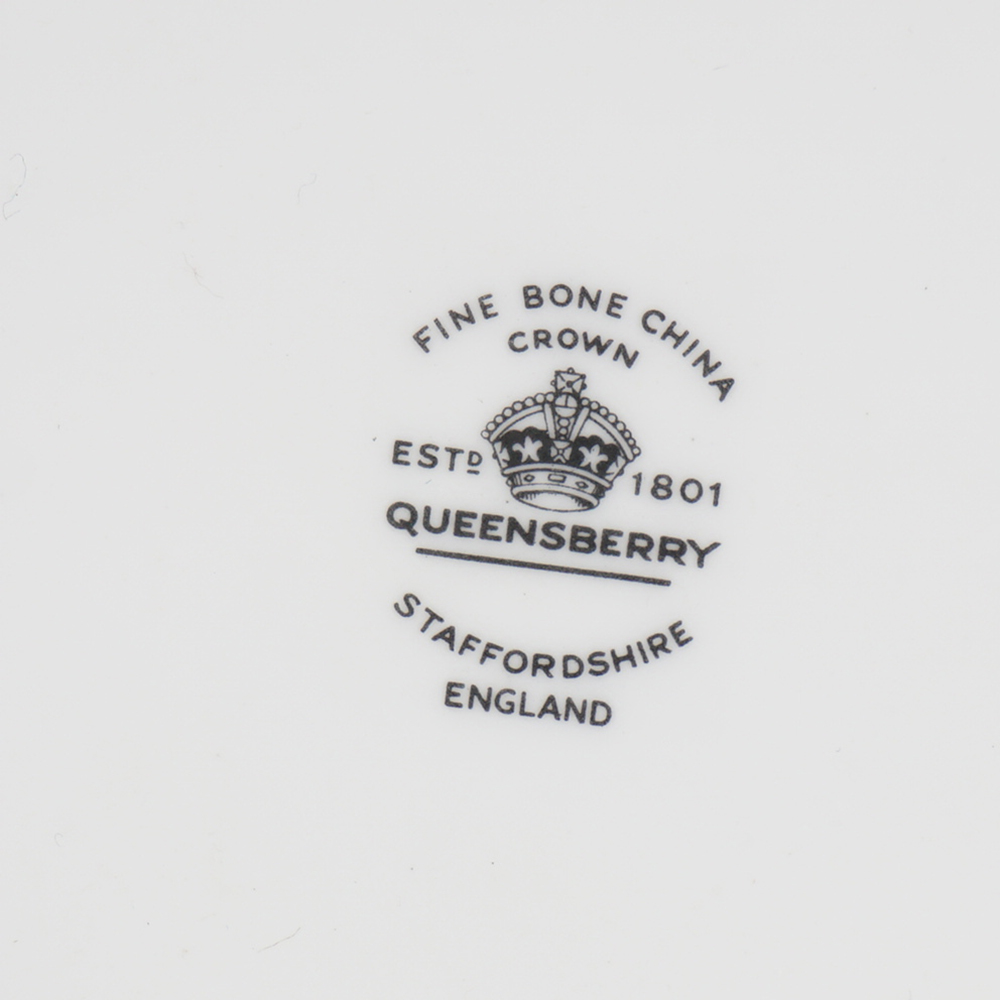 FINE BONE CHINA
CROWN
ESTD 1801
QUEENSBERRY
STAFFORDSHIRE
ENGLAND